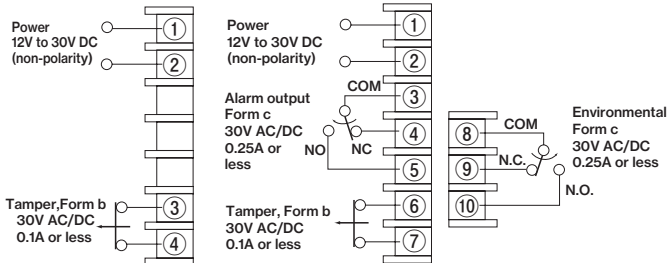 Power
12V to 30V DC
(non-polarity)
1
2
Tamper,Form b
30V AC/DC
0.1A or less
3
4
Power
12V to 30V DC
(non-polarity)
1
2
Alarm output
Form c
30V AC/DC
0.25A or
less
COM
NO
NC
3
4
5
Tamper, Form b
30V AC/DC
0.1A or less
6
7
8
9
10
COM
N.C.
N.O.
Environmental
Form c
30V AC/DC
0.25A or less